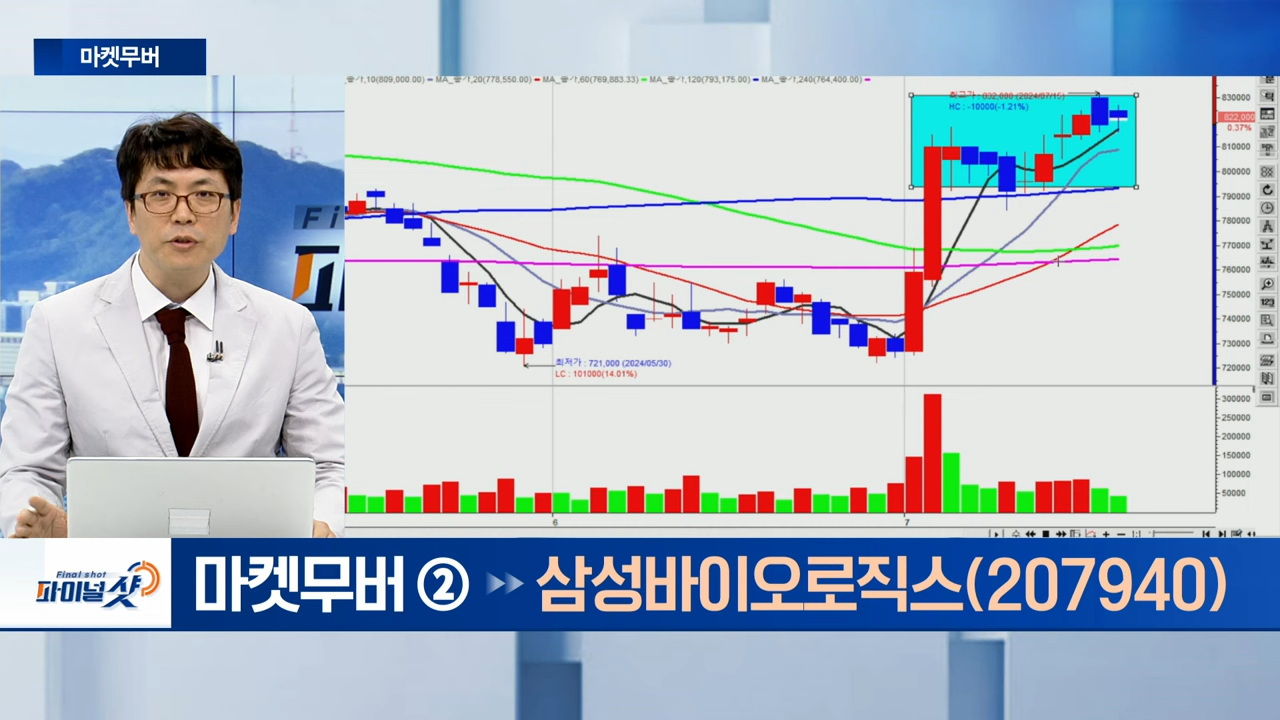 마켓무버
10(809,000.00) MA_종가,20(778,550.00) MA_종가,60(769,883.33) MA_종가,120(793,175.00) MA_종가,240(764,400.00)
최고가 : 832,000 (2024/07/15)
HC : -10000(-1.21%)
830000
822,000
0.37%
810000
800000
790000
780000
770000
760000
750000
740000
730000
720000
최저가 : 721,000 (2024/05/30)
LC : 101000(14.01%)
300000
250000
200000
150000
100000
50000
6
7
Final shot
파이널샷
마켓무버 ② 삼성바이오로직스(207940)